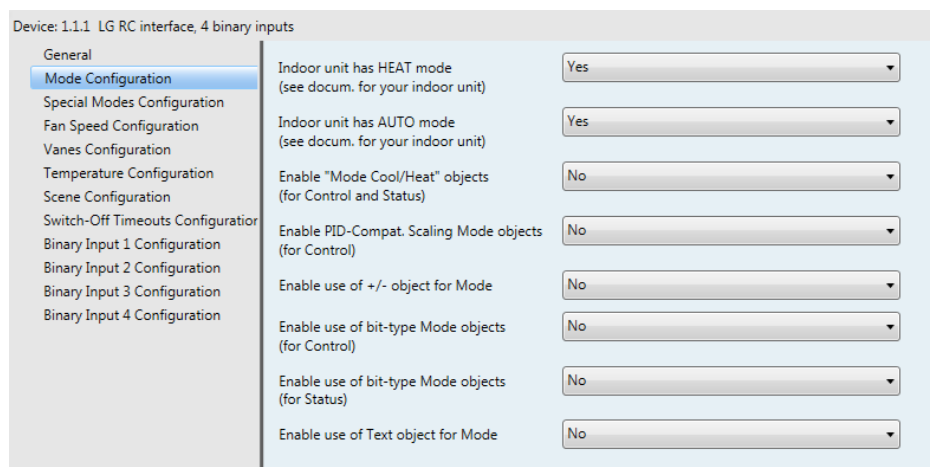 Device: 1.1.1 LG RC interface, 4 binary inputs
General
Mode Configuration
Special Modes Configuration
Fan Speed Configuration
Vanes Configuration
Temperature Configuration
Scene Configuration
Switch-Off Timeouts Configuration
Binary Input 1 Configuration
Binary Input 2 Configuration
Binary Input 3 Configuration
Binary Input 4 Configuration
Indoor unit has HEAT mode
(see docum. for your indoor unit)
Yes
Indoor unit has AUTO mode
(see docum. for your indoor unit)
Yes
Enable "Mode Cool/Heat" objects
(for Control and Status)
No
Enable PID-Compat. Scaling Mode objects
(for Control)
No
Enable use of +/- object for Mode
No
Enable use of bit-type Mode objects
(for Control)
No
Enable use of bit-type Mode objects
(for Status)
No
Enable use of Text object for Mode
No